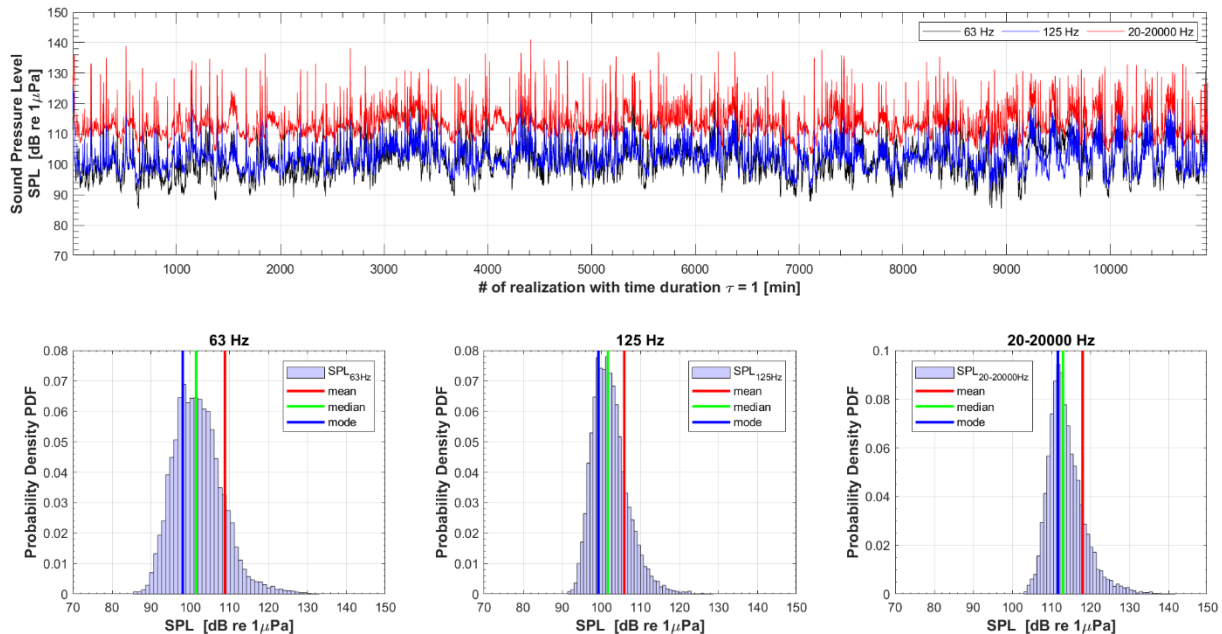 Sound Pressure Level
SPL [dB re 1μPa]
150
140
130
120
110
100
90
80
70
63 Hz 125 Hz 20-20000 Hz
1000 2000 3000 4000 5000 6000 7000 8000 9000 10000
# of realization with time duration τ = 1 [min]
63 Hz
Probability Density PDF
0.08
0.07
0.06
0.05
0.04
0.03
0.02
0.01
0
SPL63Hz
mean
median
mode
70 80 90 100 110 120 130 140 150
SPL [dB re 1μPa]
125 Hz
Probability Density PDF
0.08
0.07
0.06
0.05
0.04
0.03
0.02
0.01
0
SPL125Hz
mean
median
mode
70 80 90 100 110 120 130 140 150
SPL [dB re 1μPa]
20-20000 Hz
Probability Density PDF
0.1
0.08
0.06
0.04
0.02
0
SPL20-20000Hz
mean
median
mode
70 80 90 100 110 120 130 140 150
SPL [dB re 1μPa]